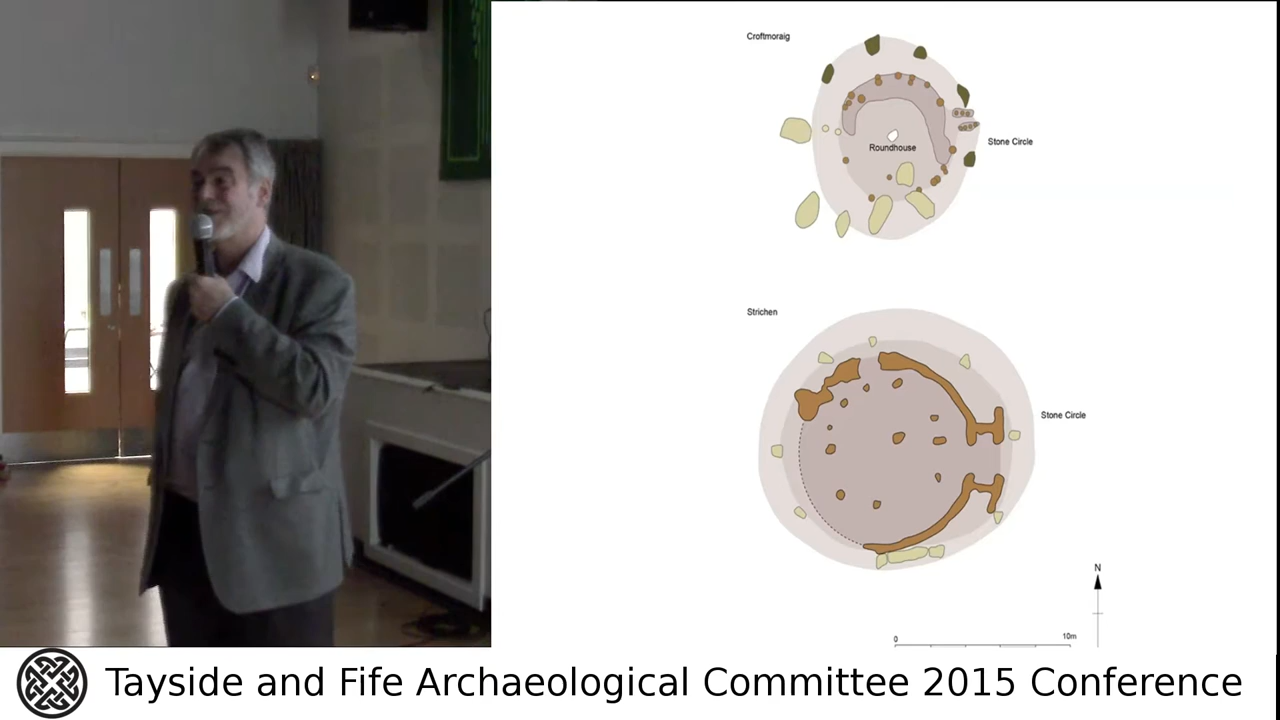 Croftmoraig
Roundhouse
Stone Circle
Strichen
Stone Circle
N
0
10m
Tayside and Fife Archaeological Committee 2015 Conference